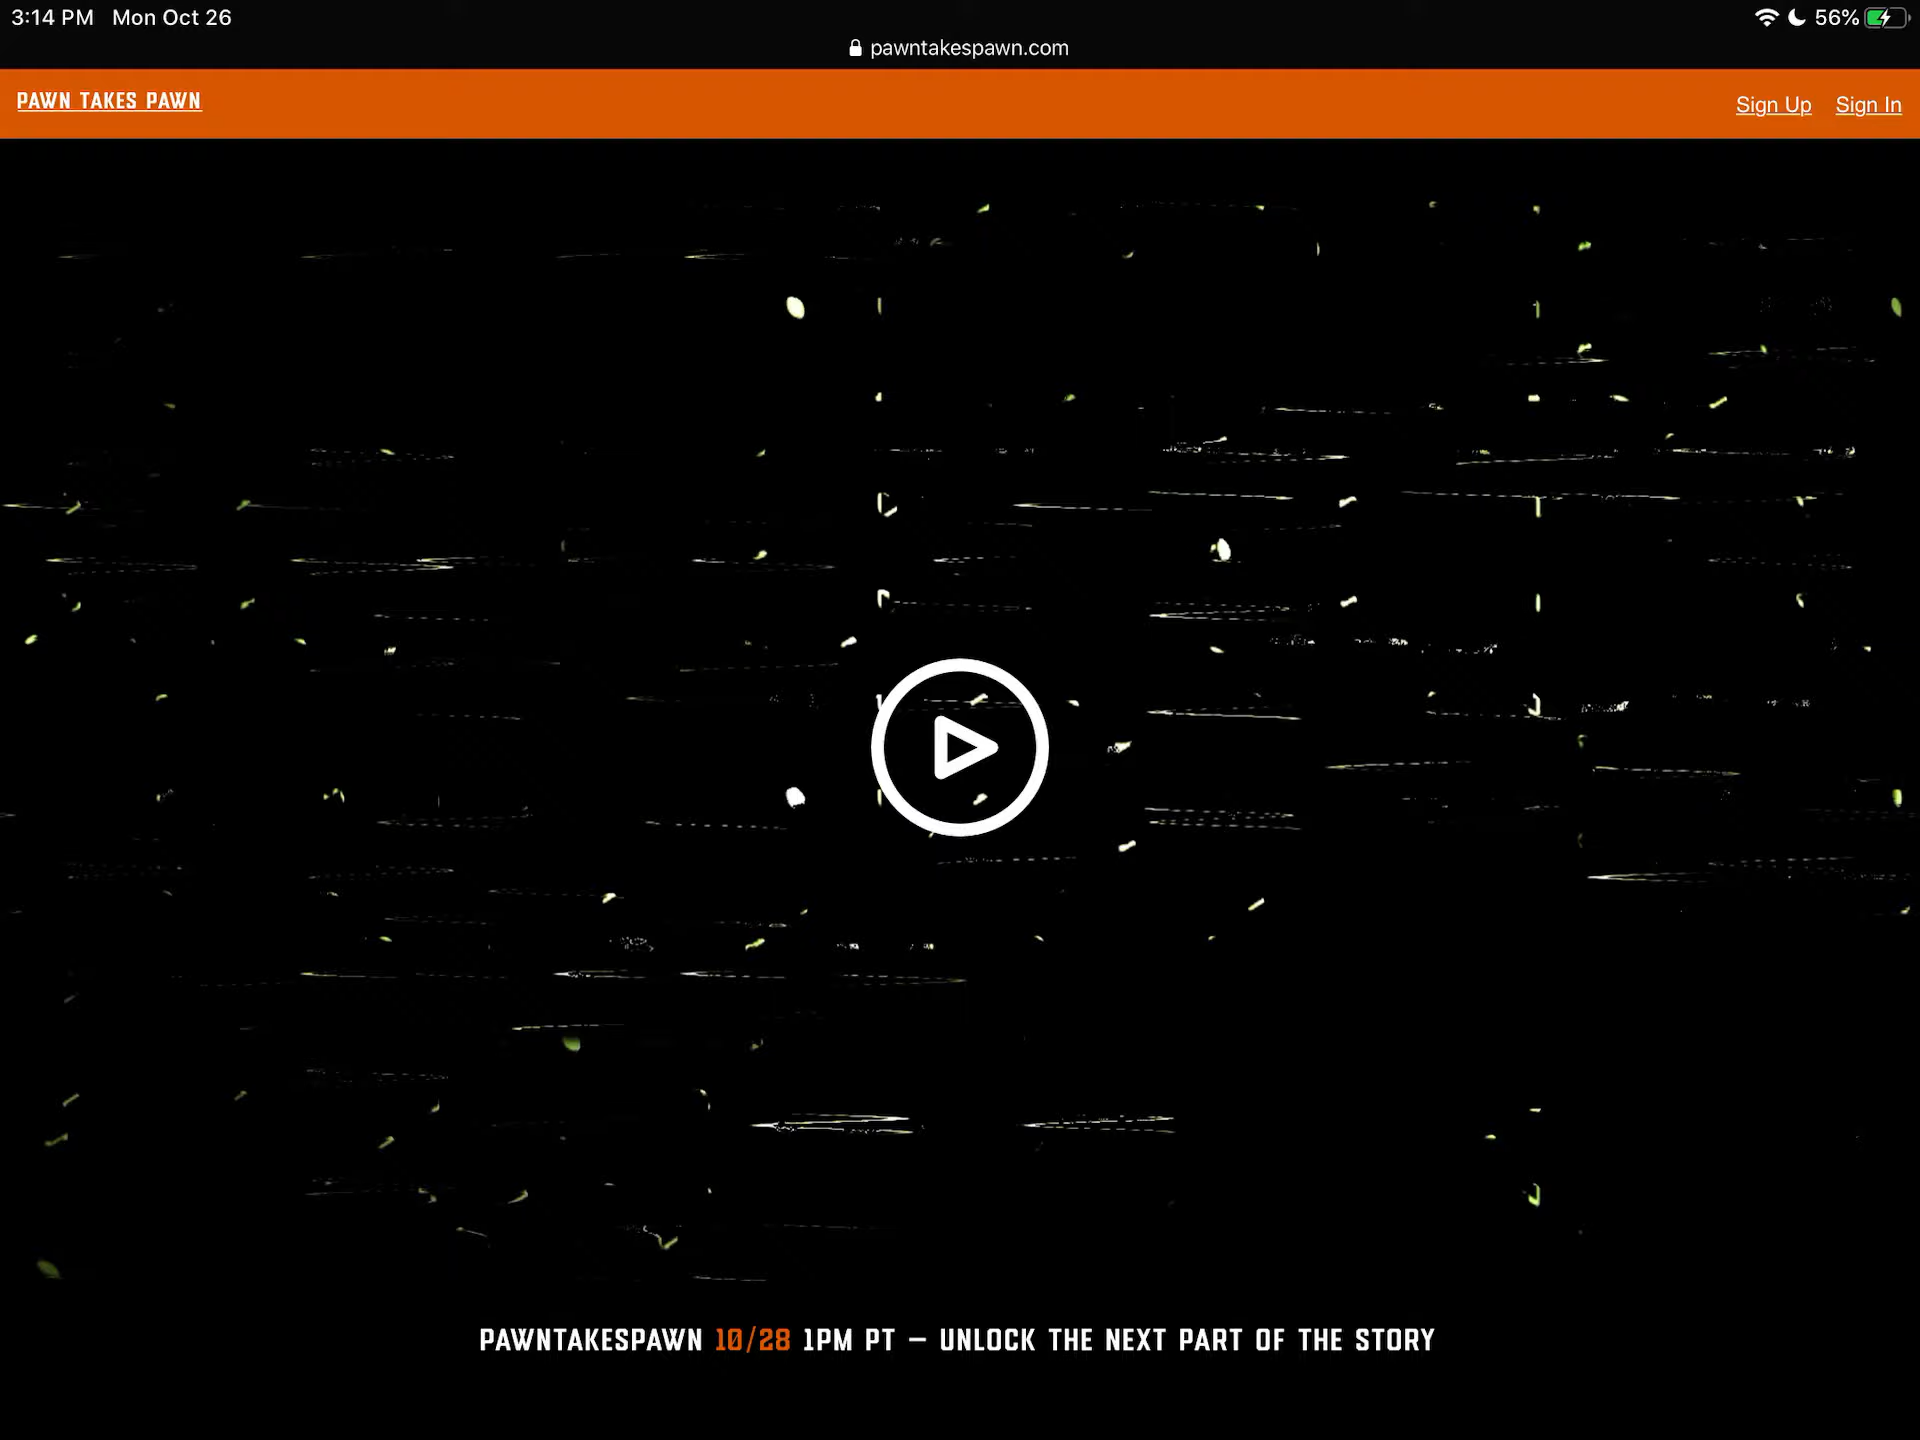 3:14 PM Mon Oct 26
56%
pawntakespawn.com
PAWN TAKES PAWN
Sign Up Sign In
PAWNTAKESPAWN 10/28 1PM PT – UNLOCK THE NEXT PART OF THE STORY